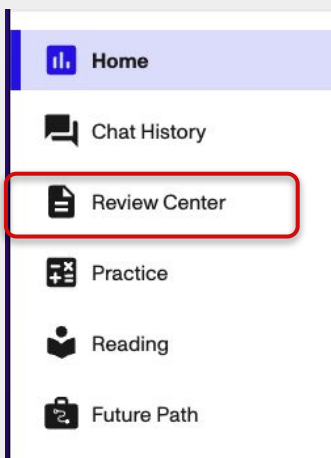 Home
Chat History
Review Center
Practice
Reading
Future Path